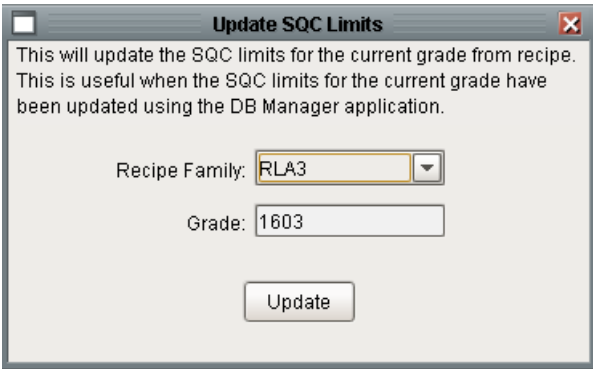 Update SQC Limits
This will update the SQC limits for the current grade from recipe.
This is useful when the SQC limits for the current grade have
been updated using the DB Manager application.
Recipe Family: RLA3
Grade: 1603
Update